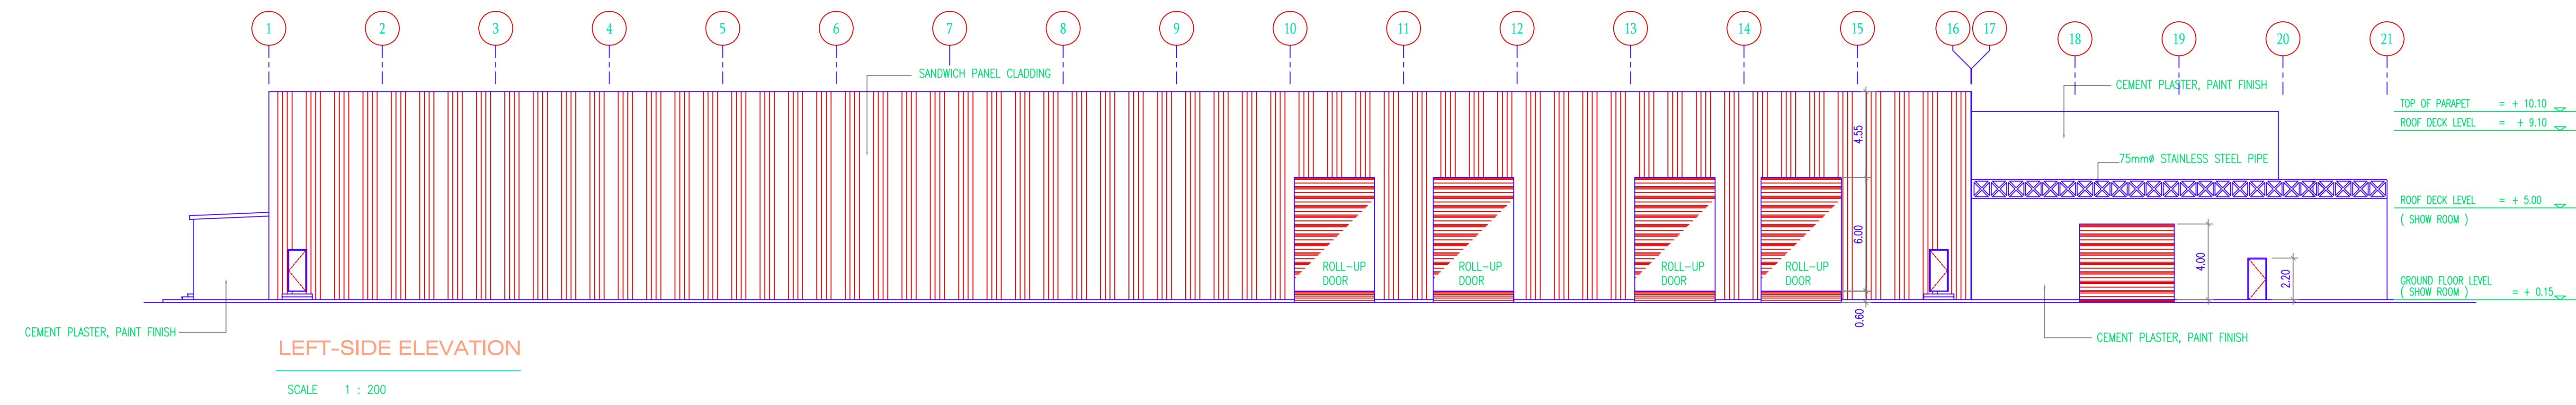 1 2 3 4 5 6 7 8 9 10 11 12 13 14 15 16 17 18 19 20 21
SANDWICH PANEL CLADDING
CEMENT PLASTER, PAINT FINISH
TOP OF PARAPET = + 10.10
ROOF DECK LEVEL = + 9.10
4.55
75mmø STAINLESS STEEL PIPE
ROOF DECK LEVEL = + 5.00
( SHOW ROOM )
6.00
4.00
2.20
ROLL-UP
DOOR
ROLL-UP
DOOR
ROLL-UP
DOOR
ROLL-UP
DOOR
GROUND FLOOR LEVEL
( SHOW ROOM ) = + 0.15
0.60
CEMENT PLASTER, PAINT FINISH
CEMENT PLASTER, PAINT FINISH
LEFT-SIDE ELEVATION
SCALE 1 : 200